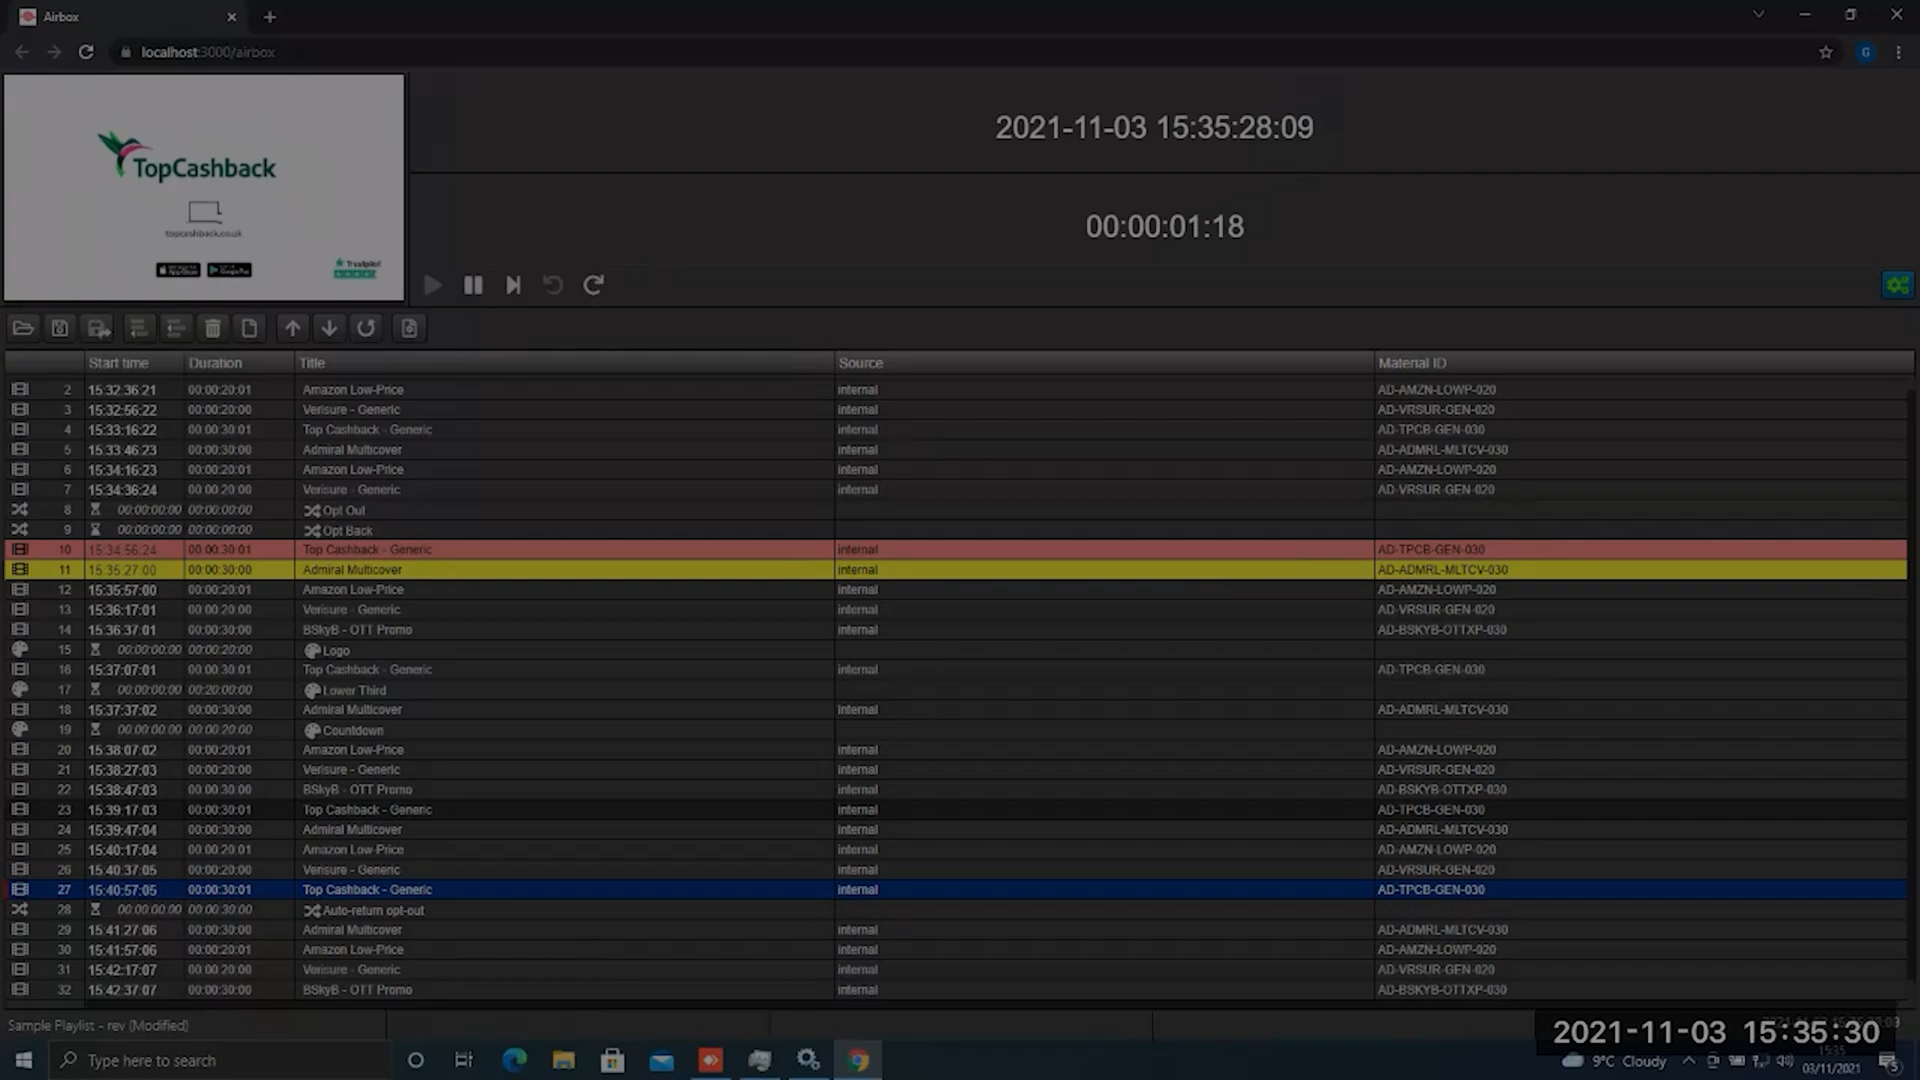 Airbox
localhost:3000/airbox
TopCashback
topcashback.co.uk
App Store
Google Play
Trustpilot
2021-11-03 15:35:28:09
00:00:01:18
Start time Duration Title Source Material ID
2 15:32:36:21 00:00:20:01 Amazon Low-Price internal AD-AMZN-LOWP-020
3 15:32:56:22 00:00:20:00 Verisure - Generic internal AD-VRSUR-GEN-020
4 15:33:16:22 00:00:30:01 Top Cashback - Generic internal AD-TPCB-GEN-030
5 15:33:46:23 00:00:30:00 Admiral Multicover internal AD-ADMRL-MLTCV-030
6 15:34:16:23 00:00:20:01 Amazon Low-Price internal AD-AMZN-LOWP-020
7 15:34:36:24 00:00:20:00 Verisure - Generic internal AD-VRSUR-GEN-020
8 00:00:00:00 00:00:00:00 Opt Out
9 00:00:00:00 00:00:00:00 Opt Back
10 15:34:56:24 00:00:30:01 Top Cashback - Generic internal AD-TPCB-GEN-030
11 15:35:27:00 00:00:30:00 Admiral Multicover internal AD-ADMRL-MLTCV-030
12 15:35:57:00 00:00:20:01 Amazon Low-Price internal AD-AMZN-LOWP-020
13 15:36:17:01 00:00:20:00 Verisure - Generic internal AD-VRSUR-GEN-020
14 15:36:37:01 00:00:30:00 BSkyB - OTT Promo internal AD-BSKYB-OTTXP-030
15 00:00:00:00 00:00:20:00 Logo
16 15:37:07:01 00:00:30:01 Top Cashback - Generic internal AD-TPCB-GEN-030
17 00:00:00:00 00:20:00:00 Lower Third
18 15:37:37:02 00:00:30:00 Admiral Multicover internal AD-ADMRL-MLTCV-030
19 00:00:00:00 00:00:20:00 Countdown
20 15:38:07:02 00:00:20:01 Amazon Low-Price internal AD-AMZN-LOWP-020
21 15:38:27:03 00:00:20:00 Verisure - Generic internal AD-VRSUR-GEN-020
22 15:38:47:03 00:00:30:00 BSkyB - OTT Promo internal AD-BSKYB-OTTXP-030
23 15:39:17:03 00:00:30:01 Top Cashback - Generic internal AD-TPCB-GEN-030
24 15:39:47:04 00:00:30:00 Admiral Multicover internal AD-ADMRL-MLTCV-030
25 15:40:17:04 00:00:20:01 Amazon Low-Price internal AD-AMZN-LOWP-020
26 15:40:37:05 00:00:20:00 Verisure - Generic internal AD-VRSUR-GEN-020
27 15:40:57:05 00:00:30:01 Top Cashback - Generic internal AD-TPCB-GEN-030
28 00:00:00:00 00:00:30:00 Auto-return opt-out
29 15:41:27:06 00:00:30:00 Admiral Multicover internal AD-ADMRL-MLTCV-030
30 15:41:57:06 00:00:20:01 Amazon Low-Price internal AD-AMZN-LOWP-020
31 15:42:17:07 00:00:20:00 Verisure - Generic internal AD-VRSUR-GEN-020
32 15:42:37:07 00:00:30:00 BSkyB - OTT Promo internal AD-BSKYB-OTTXP-030
Sample Playlist - rev (Modified)
2021-11-03 15:35:30
Type here to search
9°C Cloudy
15:35
03/11/2021